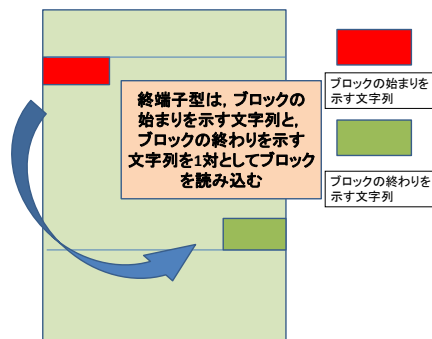 終端子型は，ブロックの
始まりを示す文字列と，
ブロックの終わりを示す
文字列を1対としてブロック
を読み込む
ブロックの始まりを
示す文字列
ブロックの終わりを
示す文字列